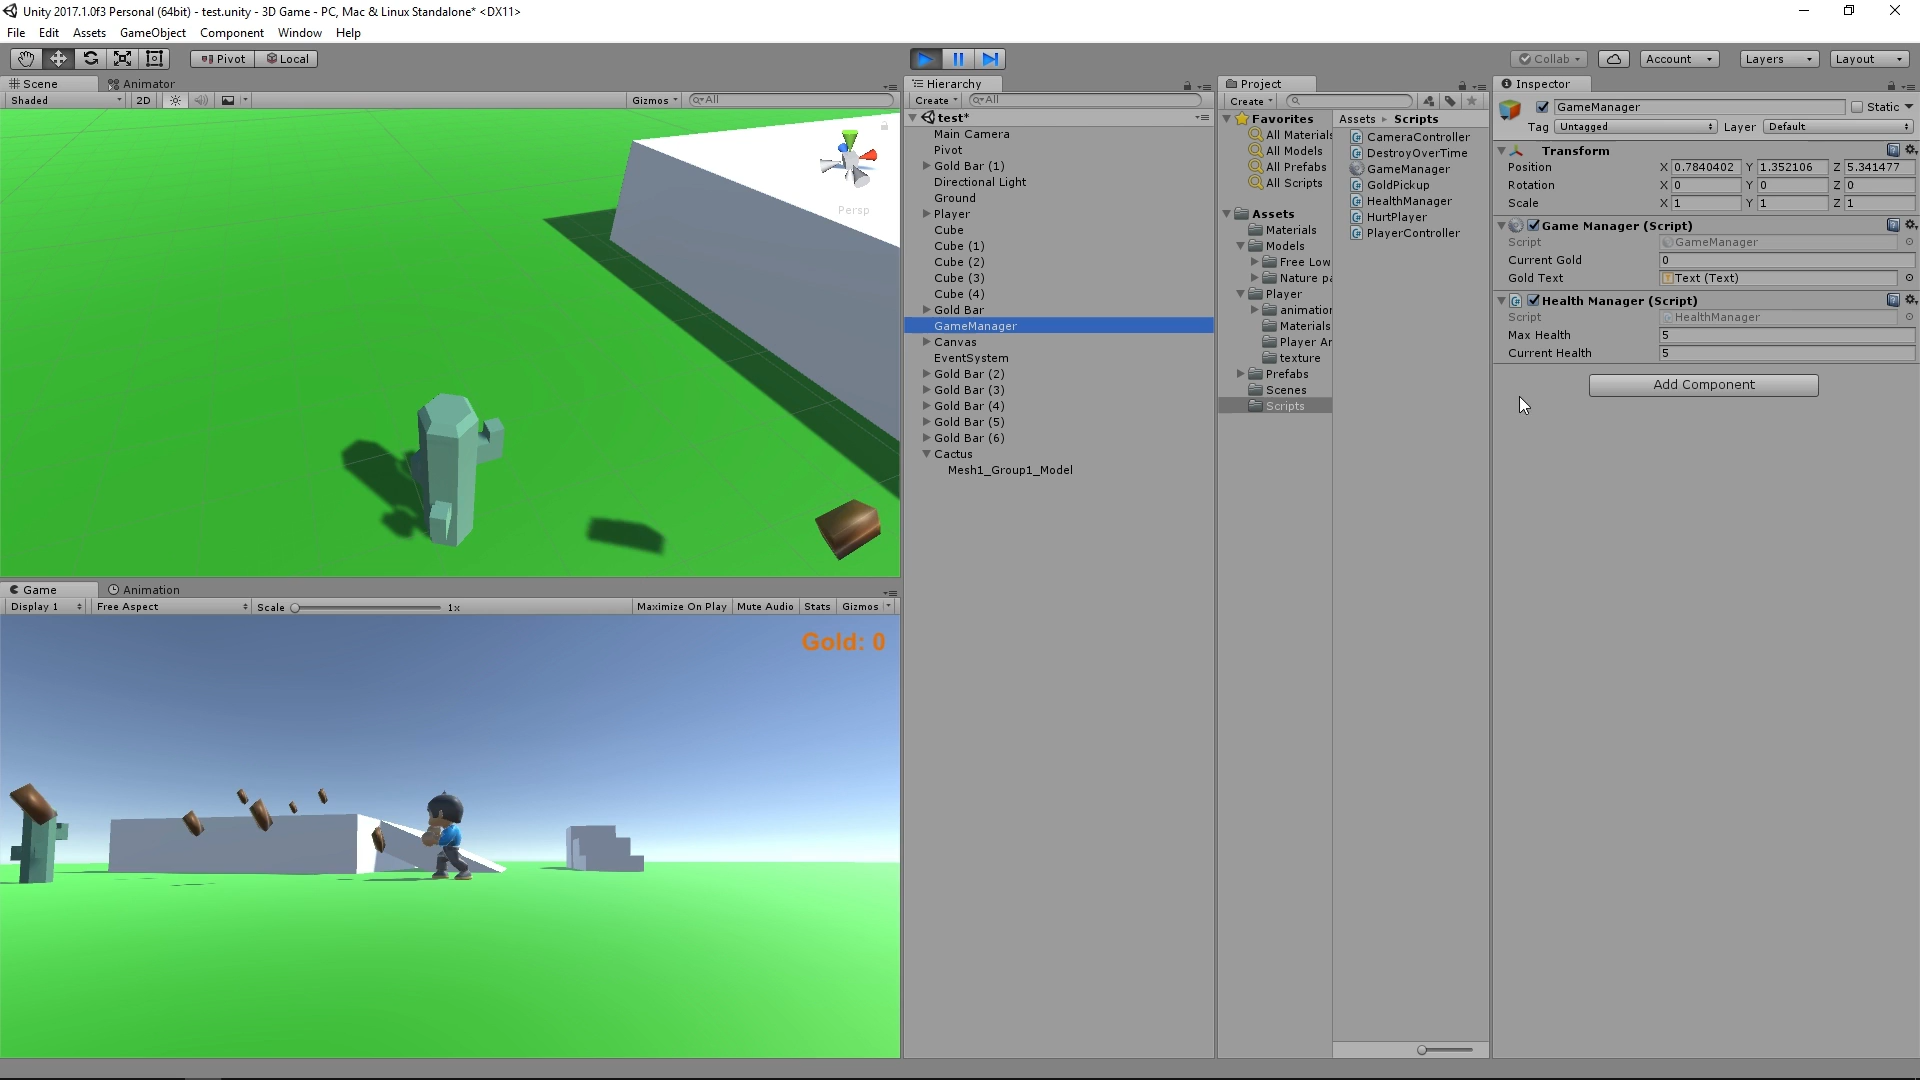 Unity 2017.1.0f3 Personal (64bit) - test.unity - 3D Game - PC, Mac & Linux Standalone* <DX11>
File Edit Assets GameObject Component Window Help
Pivot Local
Collab Account Layers Layout
Scene Animator
Shaded 2D Gizmos All
Persp
Game Animation
Display 1 Free Aspect Scale 1x Maximize On Play Mute Audio Stats Gizmos
Gold: 0
Hierarchy
Create All
test*
Main Camera
Pivot
Gold Bar (1)
Directional Light
Ground
Player
Cube
Cube (1)
Cube (2)
Cube (3)
Cube (4)
Gold Bar
GameManager
Canvas
EventSystem
Gold Bar (2)
Gold Bar (3)
Gold Bar (4)
Gold Bar (5)
Gold Bar (6)
Cactus
Mesh1_Group1_Model
Project
Create
Favorites
All Materials
All Models
All Prefabs
All Scripts
Assets
Materials
Models
Free Low
Nature pa
Player
animation
Materials
Player Ar
texture
Prefabs
Scenes
Scripts
Assets Scripts
CameraController
DestroyOverTime
GameManager
GoldPickup
HealthManager
HurtPlayer
PlayerController
Inspector
GameManager Static
Tag Untagged Layer Default
Transform
Position X 0.7840402 Y 1.352106 Z 5.341477
Rotation X 0 Y 0 Z 0
Scale X 1 Y 1 Z 1
Game Manager (Script)
Script GameManager
Current Gold 0
Gold Text Text (Text)
Health Manager (Script)
Script HealthManager
Max Health 5
Current Health 5
Add Component